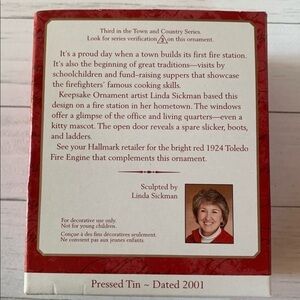 Third in the Town and Country Series.
Look for series verification 3 on this ornament.
It's a proud day when a town builds its first fire station.
It's also the beginning of great traditions—visits by
schoolchildren and fund-raising suppers that showcase
the firefighters' famous cooking skills.
Keepsake Ornament artist Linda Sickman based this
design on a fire station in her hometown. The windows
offer a glimpse of the office and living quarters—even a
kitty mascot. The open door reveals a spare slicker, boots,
and ladders.
See your Hallmark retailer for the bright red 1924 Toledo
Fire Engine that complements this ornament.
Sculpted by
Linda Sickman
For decorative use only.
Not for young children.
Conçue à des fins décoratives seulement.
Ne convient pas aux jeunes enfants.
Pressed Tin ~ Dated 2001